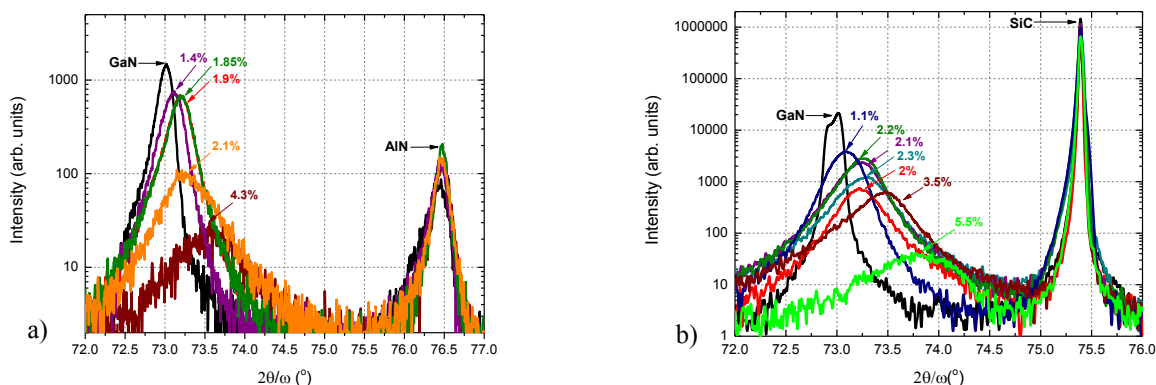 GaN
1.4%
1.85%
1.9%
2.1%
4.3%
AlN
Intensity (arb. units)
1000
100
10
72.0 72.5 73.0 73.5 74.0 74.5 75.0 75.5 76.0 76.5 77.0
2θ/ω (°)
a)
SiC
GaN
1.1%
2.2%
2.1%
2.3%
2%
3.5%
5.5%
Intensity (arb. units)
1000000
100000
10000
1000
100
10
1
72.0 72.5 73.0 73.5 74.0 74.5 75.0 75.5 76.0
2θ/ω(°)
b)